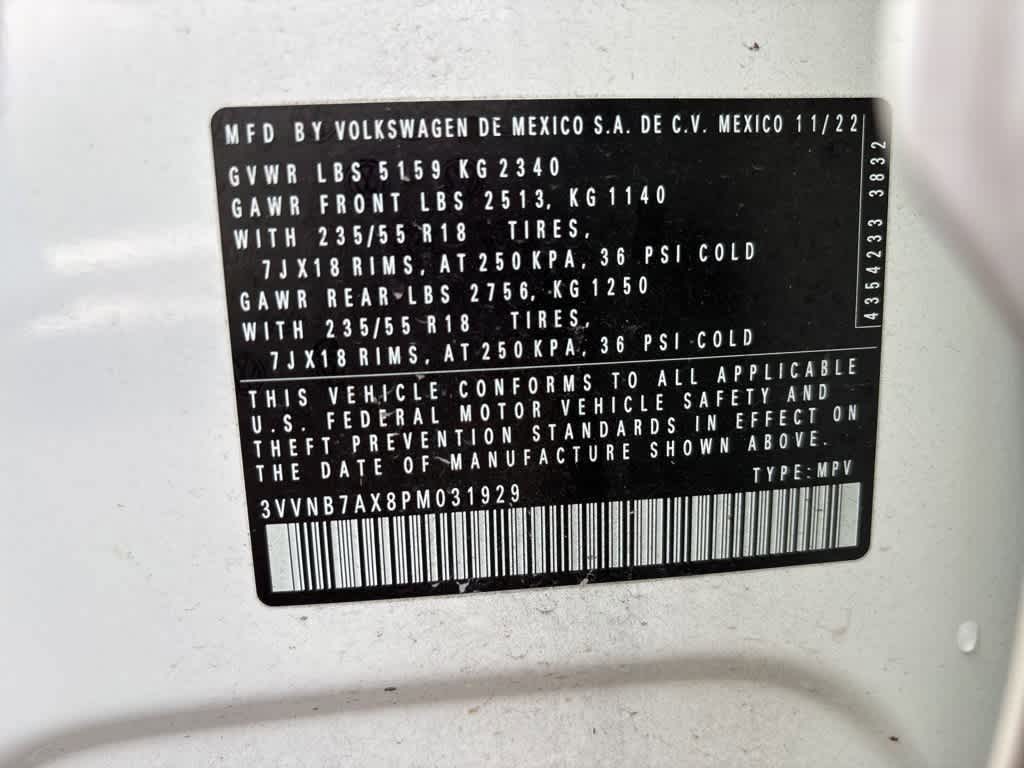 MFD BY VOLKSWAGEN DE MEXICO S.A. DE C.V. MEXICO 11/22
GVWR LBS 5159 KG 2340
GAWR FRONT LBS 2513, KG 1140
WITH 235/55 R18 TIRES,
7JX18 RIMS, AT 250 KPA, 36 PSI COLD
GAWR REAR LBS 2756, KG 1250
WITH 235/55 R18 TIRES,
7JX18 RIMS, AT 250 KPA, 36 PSI COLD
4354233 3832
THIS VEHICLE CONFORMS TO ALL APPLICABLE
U.S. FEDERAL MOTOR VEHICLE SAFETY AND
THEFT PREVENTION STANDARDS IN EFFECT ON
THE DATE OF MANUFACTURE SHOWN ABOVE.
TYPE: MPV
3VVNB7AX8PM031929